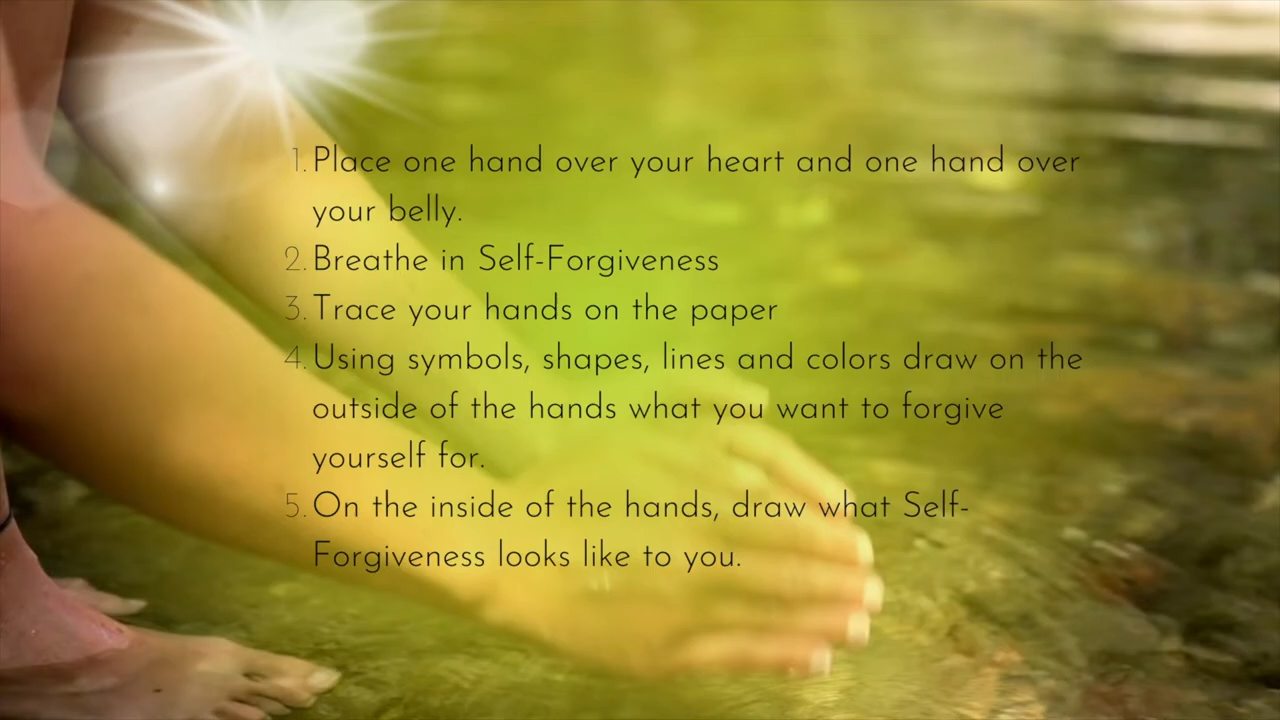 1. Place one hand over your heart and one hand over
your belly.
2. Breathe in Self-Forgiveness
3. Trace your hands on the paper
4. Using symbols, shapes, lines and colors draw on the
outside of the hands what you want to forgive
yourself for.
5. On the inside of the hands, draw what Self-
Forgiveness looks like to you.